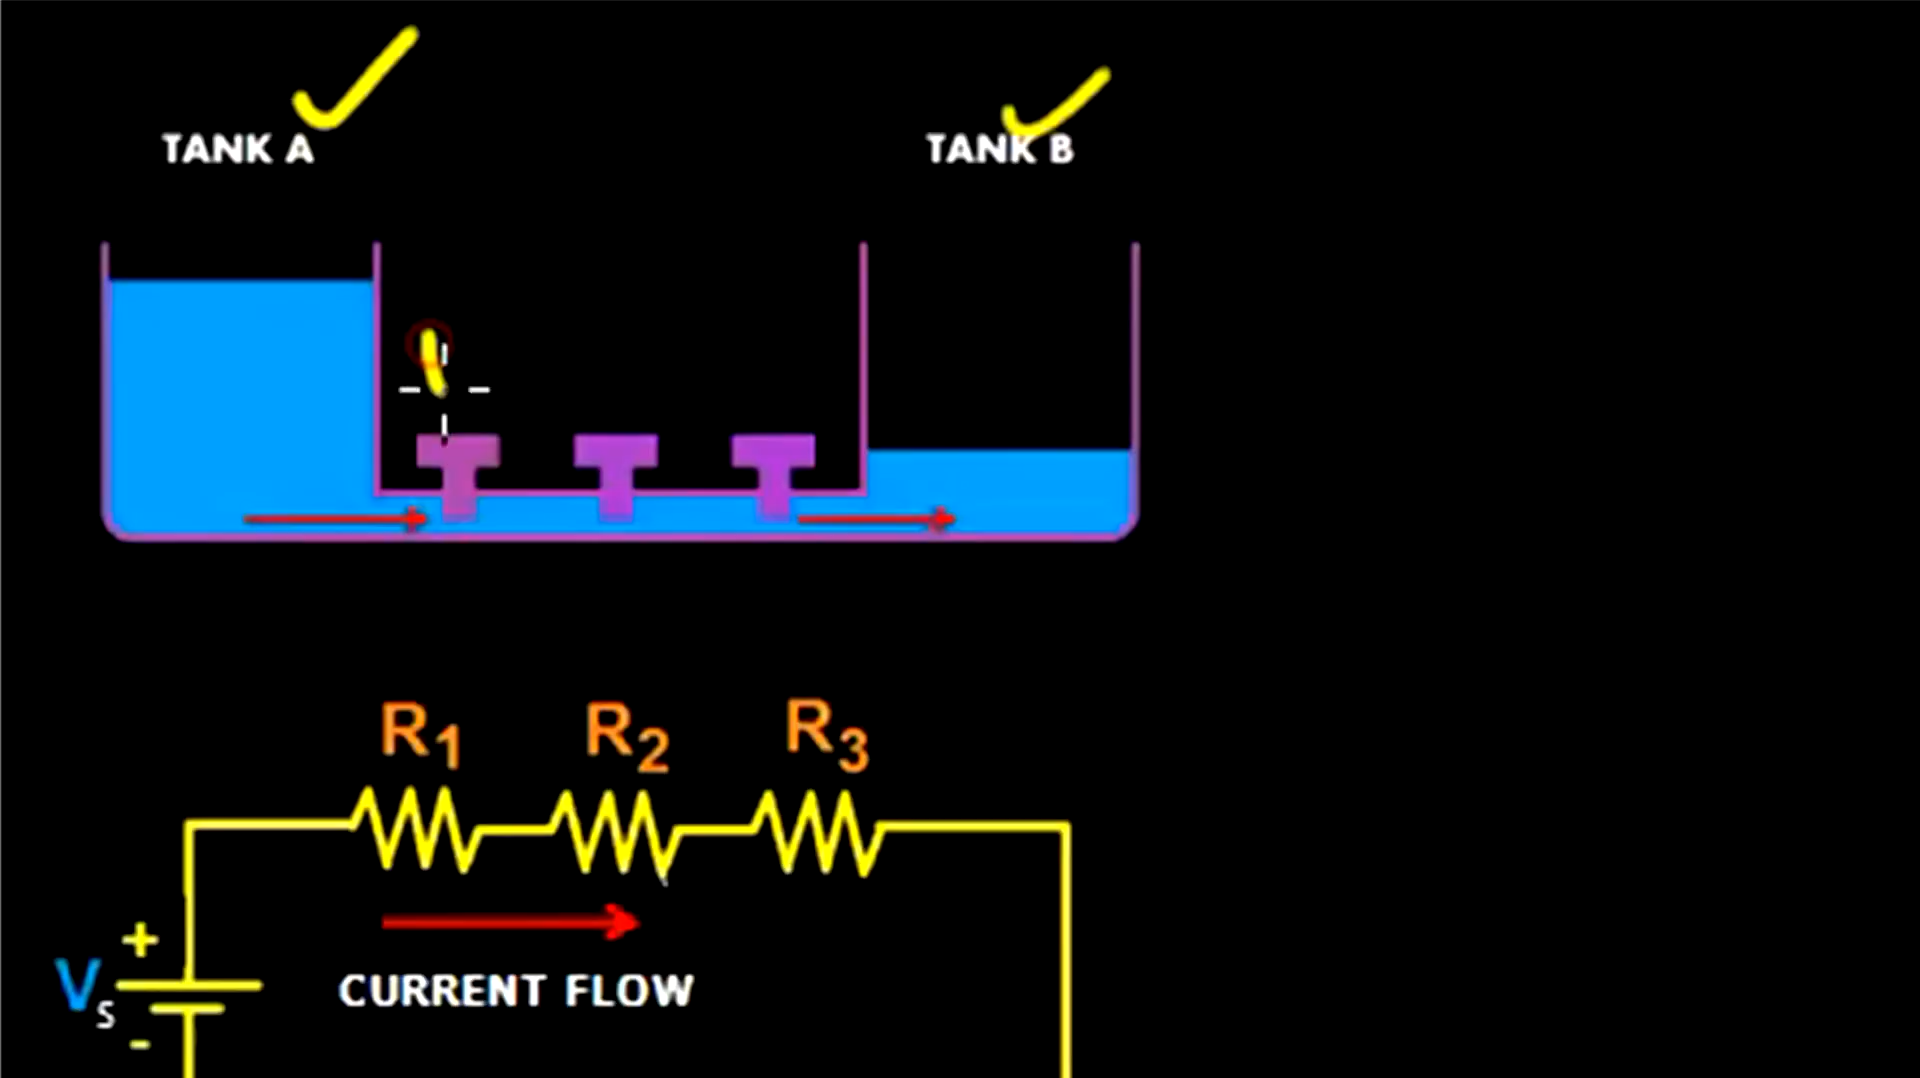 TANK A
TANK B
R1
R2
R3
+
Vs
-
CURRENT FLOW